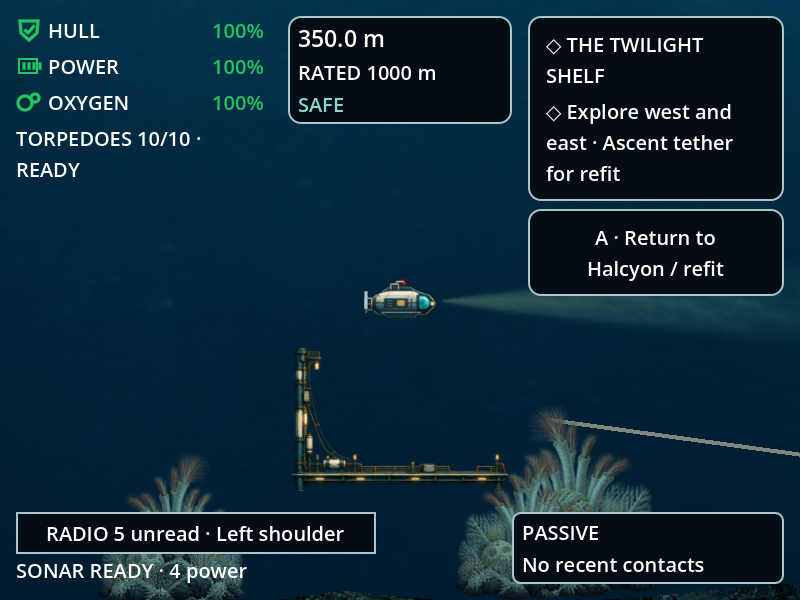 HULL 100%
POWER 100%
OXYGEN 100%
TORPEDOES 10/10 ·
READY
350.0 m
RATED 1000 m
SAFE
◇ THE TWILIGHT
SHELF
◇ Explore west and
east · Ascent tether
for refit
A · Return to
Halcyon / refit
RADIO 5 unread · Left shoulder
SONAR READY · 4 power
PASSIVE
No recent contacts